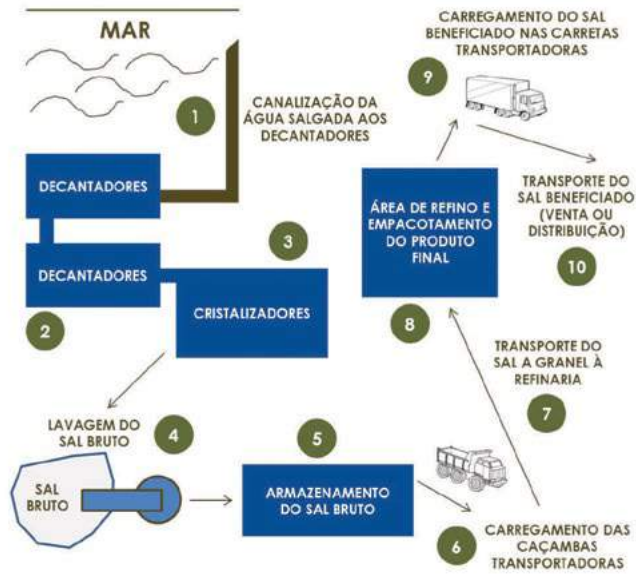 MAR
1
CANALIZAÇÃO DA
ÁGUA SALGADA AOS
DECANTADORES
DECANTADORES
DECANTADORES
2
3
CRISTALIZADORES
LAVAGEM DO
SAL BRUTO
4
SAL
BRUTO
5
ARMAZENAMENTO
DO SAL BRUTO
6
CARREGAMENTO DAS
CAÇAMBAS
TRANSPORTADORAS
7
TRANSPORTE DO
SAL A GRANEL À
REFINARIA
8
ÁREA DE REFINO E
EMPACOTAMENTO
DO PRODUTO
FINAL
9
CARREGAMENTO DO SAL
BENEFICIADO NAS CARRETAS
TRANSPORTADORAS
TRANSPORTE DO
SAL BENEFICIADO
(VENTA OU
DISTRIBUIÇÃO)
10